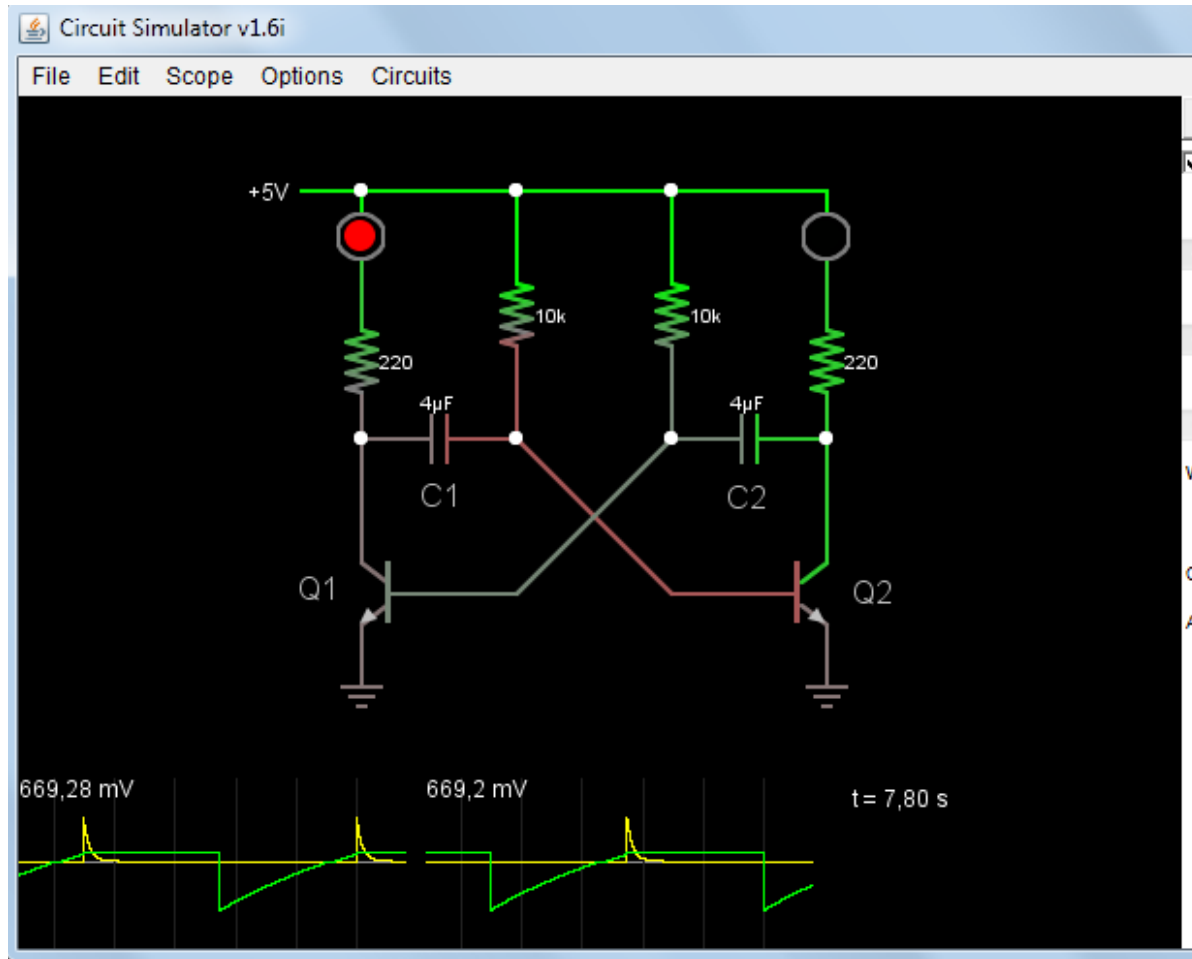 Circuit Simulator v1.6i
File Edit Scope Options Circuits
+5V
10k
10k
220
220
4µF
4µF
C1
C2
Q1
Q2
669,28 mV
669,2 mV
t = 7,80 s